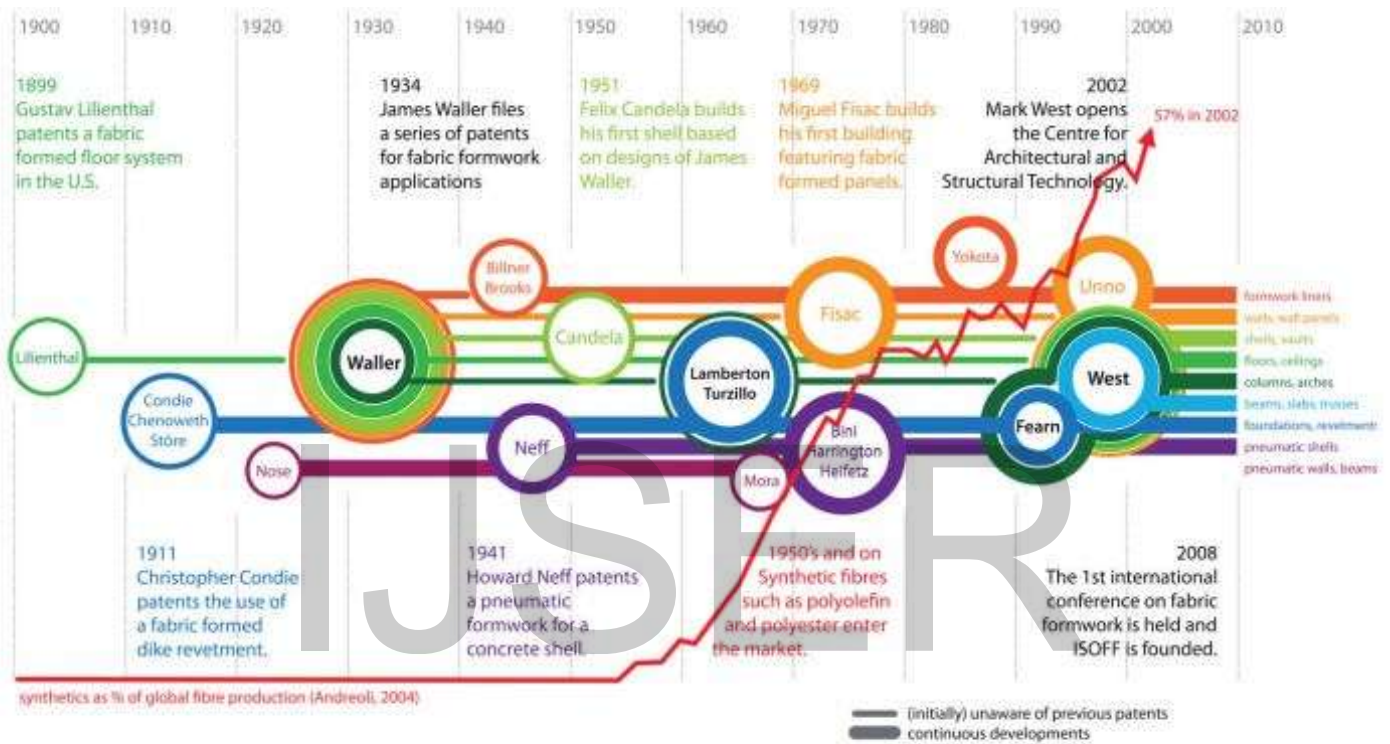 1900 1910 1920 1930 1940 1950 1960 1970 1980 1990 2000 2010
1899
Gustav Lilienthal
patents a fabric
formed floor system
in the U.S.
1934
James Waller files
a series of patents
for fabric formwork
applications
1951
Felix Candela builds
his first shell based
on designs of James
Waller.
1969
Miguel Fisac builds
his first building
featuring fabric
formed panels.
2002
Mark West opens
the Centre for
Architectural and
Structural Technology.
57% in 2002
Lilienthal
Condie
Chenoweth
Store
Nose
Waller
Billner
Brooks
Neff
Candela
Lamberton
Turzillo
Mora
Fisac
Bini
Harrington
Heifetz
Yokota
Unno
West
Fearn
formwork liners
walls, wall panels
shells, vaults
floors, ceilings
columns, arches
beams, slabs, trusses
foundations, revetment
pneumatic shells
pneumatic walls, beams
IJSER
1911
Christopher Condie
patents the use of
a fabric formed
dike revetment.
1941
Howard Neff patents
a pneumatic
formwork for a
concrete shell.
1950's and on
Synthetic fibres
such as polyolefin
and polyester enter
the market.
2008
The 1st international
conference on fabric
formwork is held and
ISOFF is founded.
synthetics as % of global fibre production (Andreoli, 2004)
(initially) unaware of previous patents
continuous developments